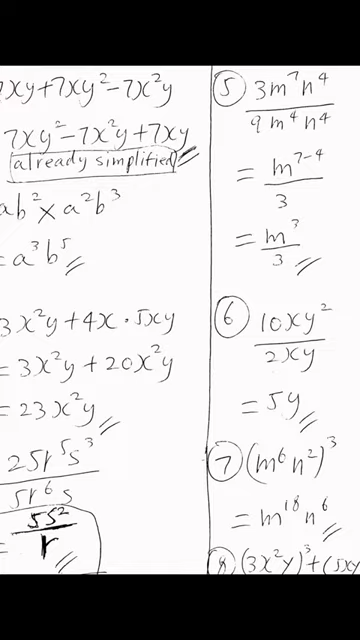 7xy+7xy²-7x²y
7xy²-7x²y+7xy
already simplified
ab² × a²b³
= a³b⁵
3x²y+4x·5xy
= 3x²y+20x²y
= 23x²y
25r⁵s³
5r⁶s
= 5s²/r
⑤ 3m⁷n⁴
9m⁴n⁴
= m⁷⁻⁴/3
= m³/3
⑥ 10xy²
2xy
= 5y
⑦ (m⁶n²)³
= m¹⁸n⁶
⑧ (3x²y)³+(5xy